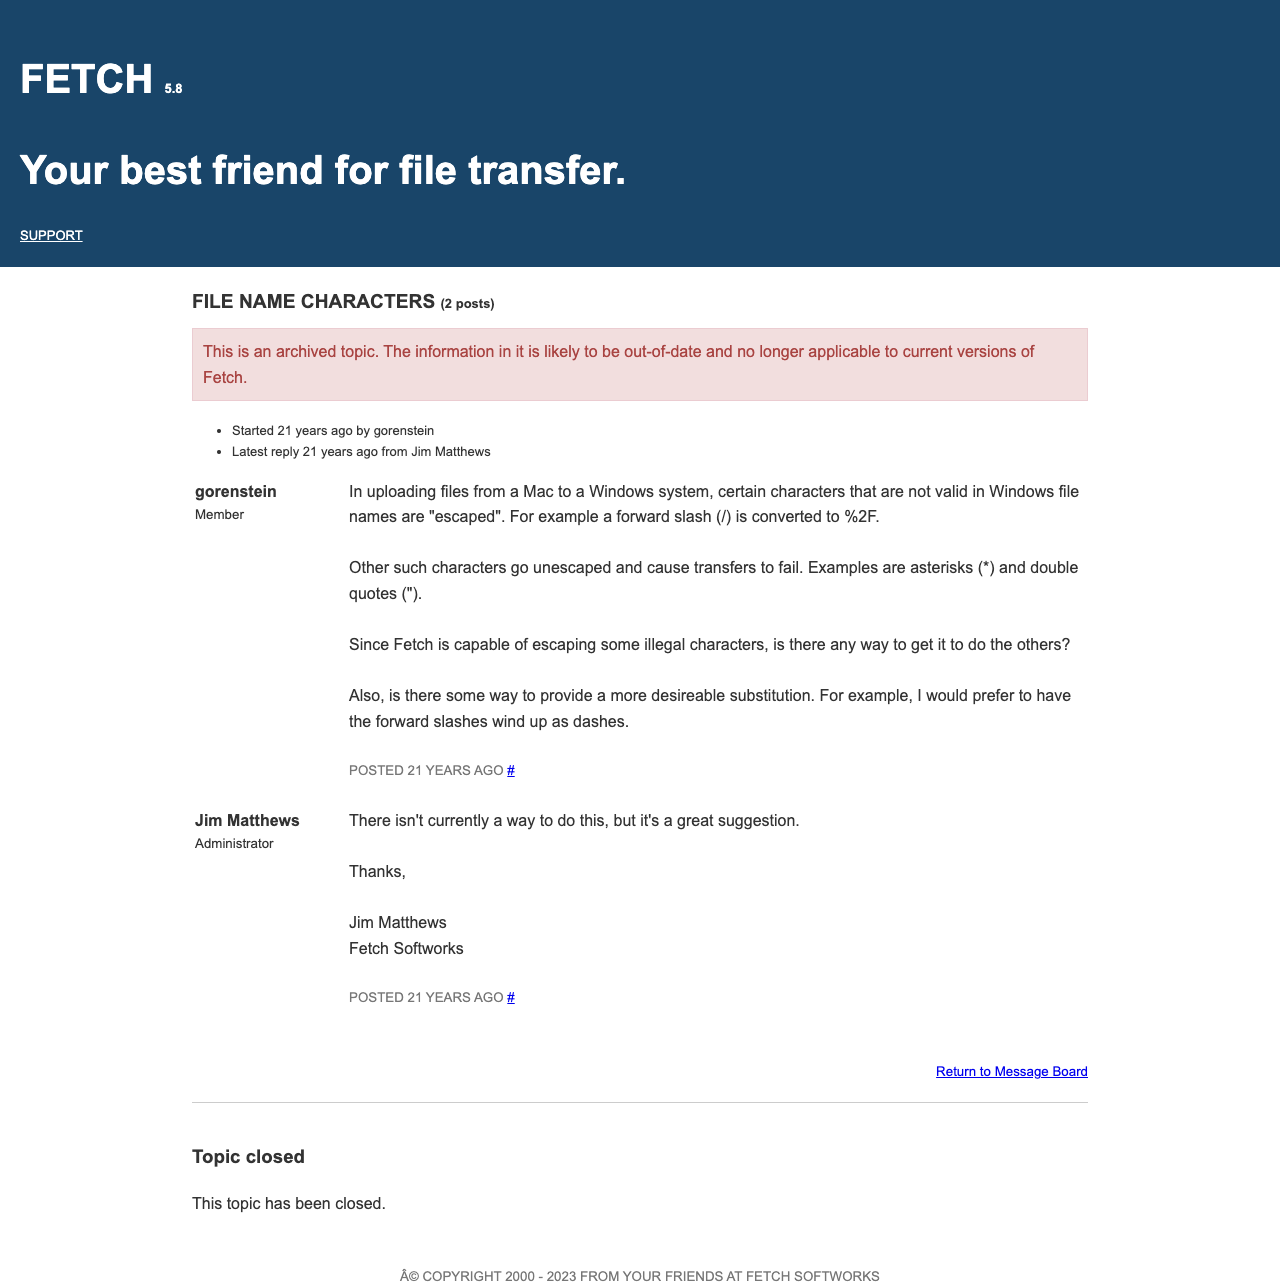 FETCH 5.8
Your best friend for file transfer.
SUPPORT
FILE NAME CHARACTERS (2 posts)
This is an archived topic. The information in it is likely to be out-of-date and no longer applicable to current versions of
Fetch.
• Started 21 years ago by gorenstein
• Latest reply 21 years ago from Jim Matthews
gorenstein
Member
In uploading files from a Mac to a Windows system, certain characters that are not valid in Windows file
names are "escaped". For example a forward slash (/) is converted to %2F.
Other such characters go unescaped and cause transfers to fail. Examples are asterisks (*) and double
quotes (").
Since Fetch is capable of escaping some illegal characters, is there any way to get it to do the others?
Also, is there some way to provide a more desireable substitution. For example, I would prefer to have
the forward slashes wind up as dashes.
POSTED 21 YEARS AGO #
Jim Matthews
Administrator
There isn't currently a way to do this, but it's a great suggestion.
Thanks,
Jim Matthews
Fetch Softworks
POSTED 21 YEARS AGO #
Return to Message Board
Topic closed
This topic has been closed.
Â© COPYRIGHT 2000 - 2023 FROM YOUR FRIENDS AT FETCH SOFTWORKS